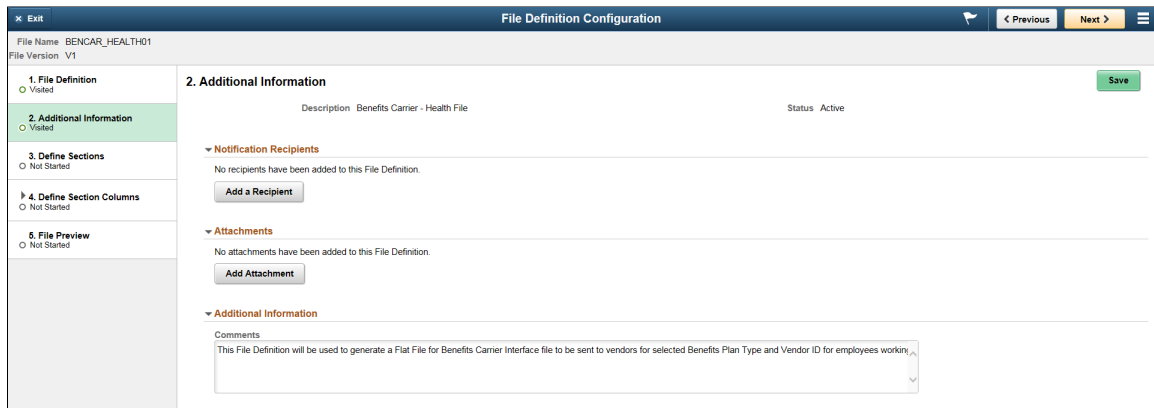 × Exit
File Definition Configuration
< Previous
Next >
File Name BENCAR_HEALTH01
File Version V1
1. File Definition
Visited
2. Additional Information
Visited
3. Define Sections
Not Started
4. Define Section Columns
Not Started
5. File Preview
Not Started
2. Additional Information
Save
Description Benefits Carrier - Health File
Status Active
Notification Recipients
No recipients have been added to this File Definition.
Add a Recipient
Attachments
No attachments have been added to this File Definition.
Add Attachment
Additional Information
Comments
This File Definition will be used to generate a Flat File for Benefits Carrier Interface file to be sent to vendors for selected Benefits Plan Type and Vendor ID for employees working